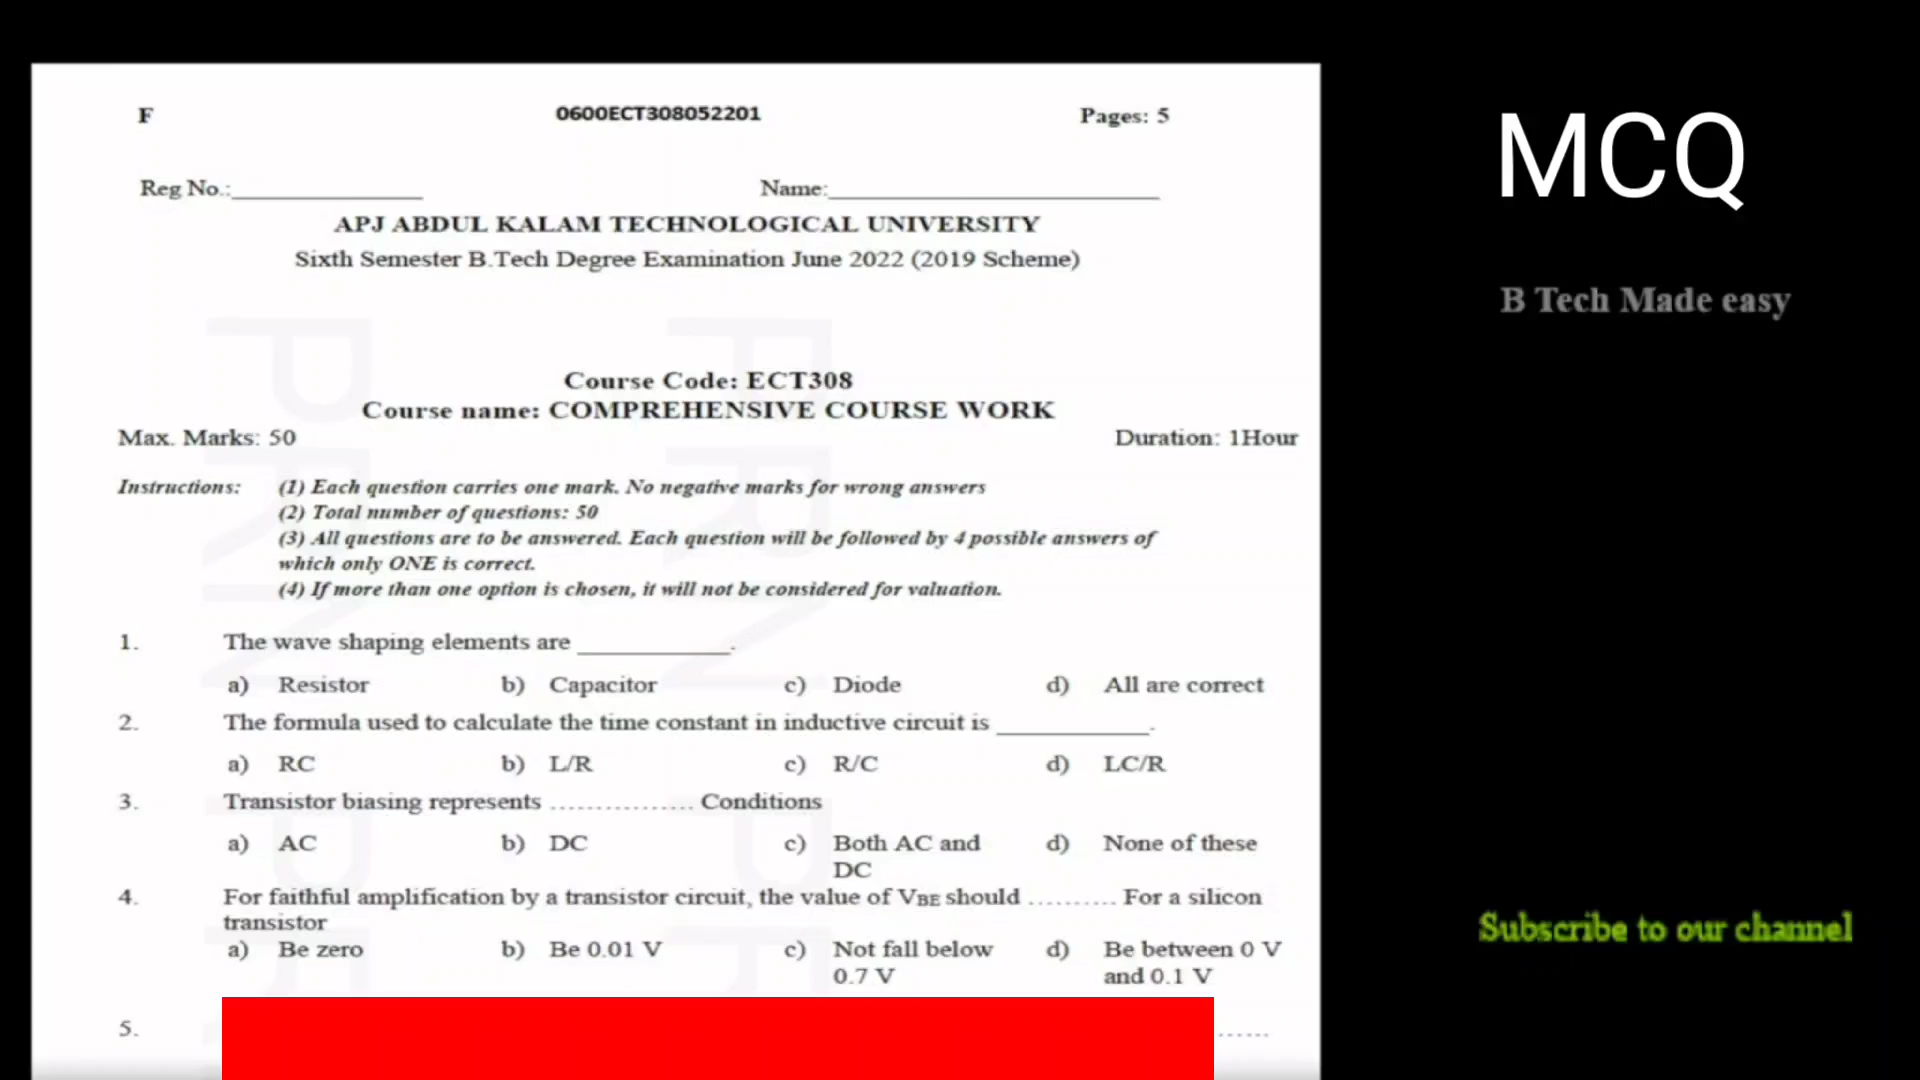 F 0600ECT308052201 Pages: 5
Reg No.:________________ Name:____________________________
APJ ABDUL KALAM TECHNOLOGICAL UNIVERSITY
Sixth Semester B.Tech Degree Examination June 2022 (2019 Scheme)
Course Code: ECT308
Course name: COMPREHENSIVE COURSE WORK
Max. Marks: 50 Duration: 1Hour
Instructions: (1) Each question carries one mark. No negative marks for wrong answers
(2) Total number of questions: 50
(3) All questions are to be answered. Each question will be followed by 4 possible answers of
which only ONE is correct.
(4) If more than one option is chosen, it will not be considered for valuation.
1. The wave shaping elements are _____________.
a) Resistor b) Capacitor c) Diode d) All are correct
2. The formula used to calculate the time constant in inductive circuit is _____________.
a) RC b) L/R c) R/C d) LC/R
3. Transistor biasing represents ................ Conditions
a) AC b) DC c) Both AC and d) None of these
DC
4. For faithful amplification by a transistor circuit, the value of VBE should .......... For a silicon
transistor
a) Be zero b) Be 0.01 V c) Not fall below d) Be between 0 V
0.7 V and 0.1 V
5. ......
MCQ
B Tech Made easy
Subscribe to our channel